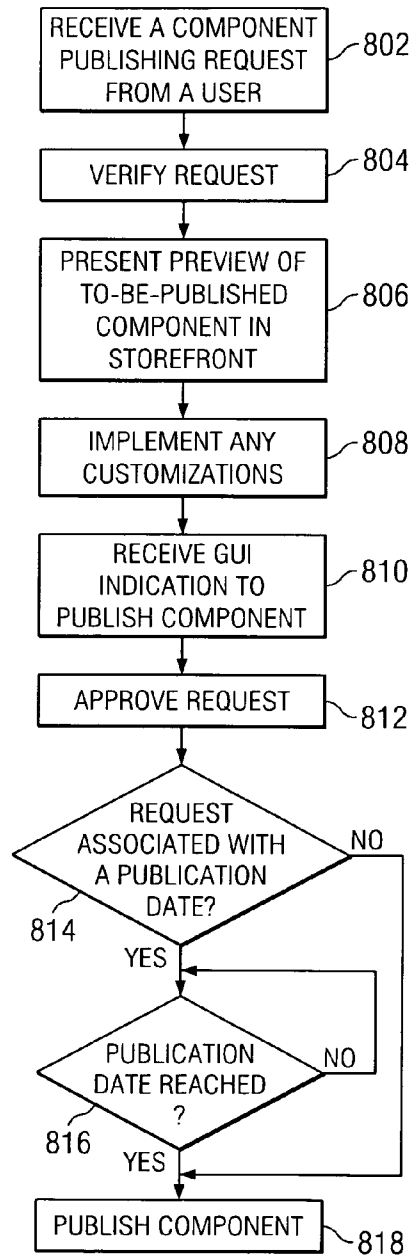 RECEIVE A COMPONENT
PUBLISHING REQUEST
FROM A USER
802
VERIFY REQUEST
804
PRESENT PREVIEW OF
TO-BE-PUBLISHED
COMPONENT IN
STOREFRONT
806
IMPLEMENT ANY
CUSTOMIZATIONS
808
RECEIVE GUI
INDICATION TO
PUBLISH COMPONENT
810
APPROVE REQUEST
812
REQUEST
ASSOCIATED WITH
A PUBLICATION
DATE?
NO
814
YES
PUBLICATION
DATE REACHED
?
NO
816
YES
PUBLISH COMPONENT
818